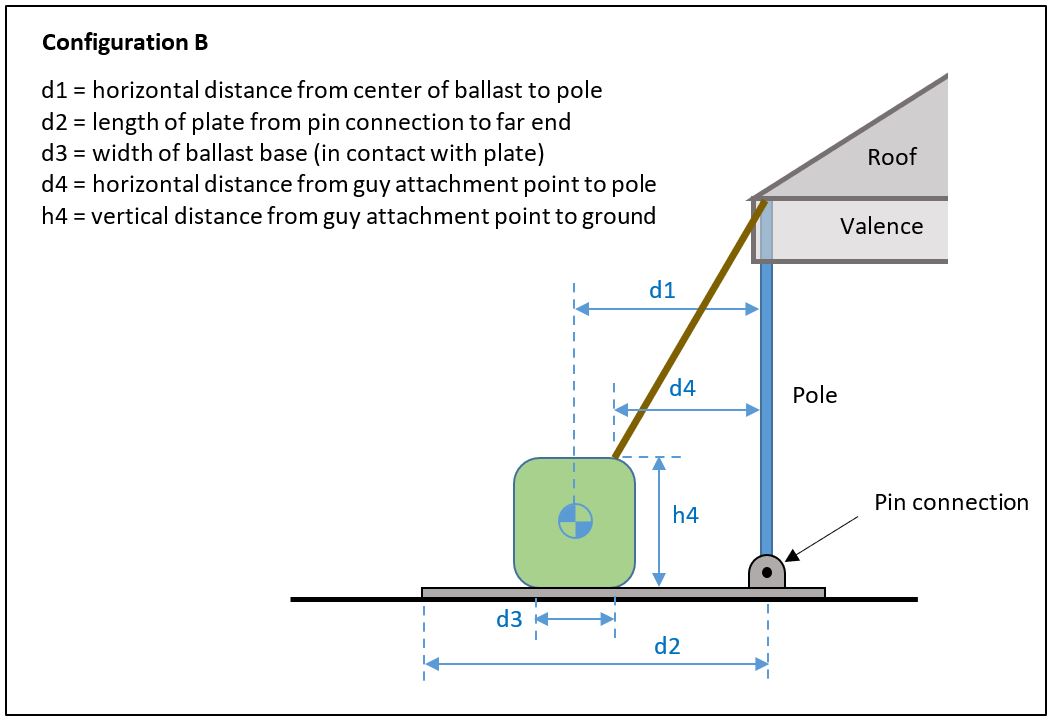 Configuration B
d1 = horizontal distance from center of ballast to pole
d2 = length of plate from pin connection to far end
d3 = width of ballast base (in contact with plate)
d4 = horizontal distance from guy attachment point to pole
h4 = vertical distance from guy attachment point to ground
Roof
Valence
d1
d4
Pole
Pin connection
h4
d3
d2